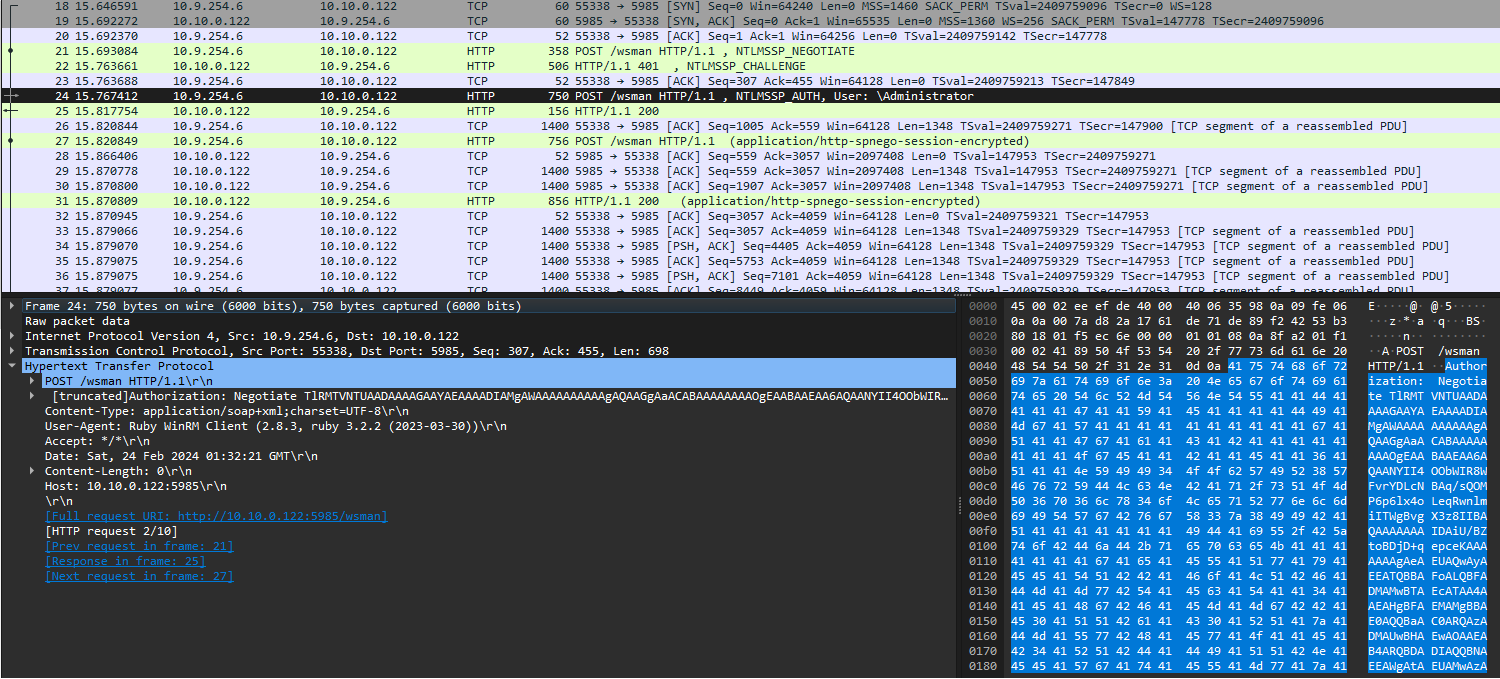 18 15.646591 10.9.254.6 10.10.0.122 TCP 60 55338 → 5985 [SYN] Seq=0 Win=64240 Len=0 MSS=1460 SACK_PERM TSval=2409759096 TSecr=0 WS=128
19 15.692272 10.10.0.122 10.9.254.6 TCP 60 5985 → 55338 [SYN, ACK] Seq=0 Ack=1 Win=65535 Len=0 MSS=1360 WS=256 SACK_PERM TSval=147778 TSecr=2409759096
20 15.692370 10.9.254.6 10.10.0.122 TCP 52 55338 → 5985 [ACK] Seq=1 Ack=1 Win=64256 Len=0 TSval=2409759142 TSecr=147778
21 15.693084 10.9.254.6 10.10.0.122 HTTP 358 POST /wsman HTTP/1.1 , NTLMSSP_NEGOTIATE
22 15.763661 10.10.0.122 10.9.254.6 HTTP 506 HTTP/1.1 401 , NTLMSSP_CHALLENGE
23 15.763688 10.9.254.6 10.10.0.122 TCP 52 55338 → 5985 [ACK] Seq=307 Ack=455 Win=64128 Len=0 TSval=2409759213 TSecr=147849
24 15.767412 10.9.254.6 10.10.0.122 HTTP 750 POST /wsman HTTP/1.1 , NTLMSSP_AUTH, User: \Administrator
25 15.817754 10.10.0.122 10.9.254.6 HTTP 156 HTTP/1.1 200
26 15.820844 10.9.254.6 10.10.0.122 TCP 1400 55338 → 5985 [ACK] Seq=1005 Ack=559 Win=64128 Len=1348 TSval=2409759271 TSecr=147900 [TCP segment of a reassembled PDU]
27 15.820849 10.9.254.6 10.10.0.122 HTTP 756 POST /wsman HTTP/1.1 (application/http-spnego-session-encrypted)
28 15.866406 10.10.0.122 10.9.254.6 TCP 52 5985 → 55338 [ACK] Seq=559 Ack=3057 Win=2097408 Len=0 TSval=147953 TSecr=2409759271
29 15.870778 10.10.0.122 10.9.254.6 TCP 1400 5985 → 55338 [ACK] Seq=559 Ack=3057 Win=2097408 Len=1348 TSval=147953 TSecr=2409759271 [TCP segment of a reassembled PDU]
30 15.870800 10.10.0.122 10.9.254.6 TCP 1400 5985 → 55338 [ACK] Seq=1907 Ack=3057 Win=2097408 Len=1348 TSval=147953 TSecr=2409759271 [TCP segment of a reassembled PDU]
31 15.870809 10.10.0.122 10.9.254.6 HTTP 856 HTTP/1.1 200 (application/http-spnego-session-encrypted)
32 15.870945 10.9.254.6 10.10.0.122 TCP 52 55338 → 5985 [ACK] Seq=3057 Ack=4059 Win=64128 Len=0 TSval=2409759321 TSecr=147953
33 15.879066 10.9.254.6 10.10.0.122 TCP 1400 55338 → 5985 [ACK] Seq=3057 Ack=4059 Win=64128 Len=1348 TSval=2409759329 TSecr=147953 [TCP segment of a reassembled PDU]
34 15.879070 10.9.254.6 10.10.0.122 TCP 1400 55338 → 5985 [PSH, ACK] Seq=4405 Ack=4059 Win=64128 Len=1348 TSval=2409759329 TSecr=147953 [TCP segment of a reassembled PDU]
35 15.879075 10.9.254.6 10.10.0.122 TCP 1400 55338 → 5985 [ACK] Seq=5753 Ack=4059 Win=64128 Len=1348 TSval=2409759329 TSecr=147953 [TCP segment of a reassembled PDU]
36 15.879075 10.9.254.6 10.10.0.122 TCP 1400 55338 → 5985 [PSH, ACK] Seq=7101 Ack=4059 Win=64128 Len=1348 TSval=2409759329 TSecr=147953 [TCP segment of a reassembled PDU]
37 15.879077 10.9.254.6 10.10.0.122 TCP 1400 55338 → 5985 [ACK] Seq=8449 Ack=4059 Win=64128 Len=1348 TSval=2409759329 TSecr=147953 [TCP segment of a reassembled PDU]
Frame 24: 750 bytes on wire (6000 bits), 750 bytes captured (6000 bits)
Raw packet data
Internet Protocol Version 4, Src: 10.9.254.6, Dst: 10.10.0.122
Transmission Control Protocol, Src Port: 55338, Dst Port: 5985, Seq: 307, Ack: 455, Len: 698
Hypertext Transfer Protocol
POST /wsman HTTP/1.1\r\n
[truncated]Authorization: Negotiate TlRMTVNTUAADAAAAGAAYAEAAAADIAMgAWAAAAAAAAAAgAQAAGgAaACABAAAAAAAAOgEAABAAEAA6AQAANYII4OObWIR…
Content-Type: application/soap+xml;charset=UTF-8\r\n
User-Agent: Ruby WinRM Client (2.8.3, ruby 3.2.2 (2023-03-30))\r\n
Accept: */*\r\n
Date: Sat, 24 Feb 2024 01:32:21 GMT\r\n
Content-Length: 0\r\n
Host: 10.10.0.122:5985\r\n
\r\n
[Full request URI: http://10.10.0.122:5985/wsman]
[HTTP request 2/10]
[Prev request in frame: 21]
[Response in frame: 25]
[Next request in frame: 27]
0000 45 00 02 ee ef de 40 00 40 06 35 98 0a 09 fe 06 E·····@·@·5·····
0010 0a 0a 00 7a d8 2a 17 61 de 71 de 89 f2 42 53 b3 ···z·*·a·q···BS·
0020 80 18 01 f5 ec 6e 00 00 01 01 08 0a 8f a2 01 f1 ·····n··········
0030 00 02 41 89 50 4f 53 54 20 2f 77 73 6d 61 6e 20 ··A·POST /wsman
0040 48 54 54 50 2f 31 2e 31 0d 0a 41 75 74 68 6f 72 HTTP/1.1··Author
0050 69 7a 61 74 69 6f 6e 3a 20 4e 65 67 6f 74 69 61 ization: Negotia
0060 74 65 20 54 6c 52 4d 54 56 4e 54 55 41 41 44 41 te TlRMTVNTUAADA
0070 41 41 41 47 41 41 59 41 45 41 41 41 41 44 49 41 AAAGAAYAEAAAADIA
0080 4d 67 41 57 41 41 41 41 41 41 41 41 41 41 67 41 MgAWAAAAAAAAAAgA
0090 51 41 41 47 67 41 61 41 43 41 42 41 41 41 41 41 QAAGgAaACABAAAAA
00a0 41 41 41 4f 67 45 41 41 42 41 41 45 41 41 36 41 AAAOgEAABAAEAA6A
00b0 51 41 41 4e 59 49 49 34 4f 4f 62 57 49 52 38 57 QAANYII4OObWIR8W
00c0 46 76 72 59 44 4c 63 4e 42 41 71 2f 73 51 4f 4d FvrYDLcNBAq/sQOM
00d0 50 36 70 36 6c 78 34 6f 4c 65 71 52 77 6e 6c 6d P6p6lx4oLeqRwnlm
00e0 69 49 54 57 67 42 76 67 58 33 7a 38 49 49 42 41 iITWgBvgX3z8IIBA
00f0 51 41 41 41 41 41 41 41 49 44 41 69 55 2f 42 5a QAAAAAAAIDAiU/BZ
0100 74 6f 42 44 6a 44 2b 71 65 70 63 65 4b 41 41 41 toBDjD+qepceKAAA
0110 41 41 41 41 67 41 65 41 45 55 41 51 77 41 79 41 AAAAgAeAEUAQwAyA
0120 45 45 41 54 51 42 42 41 46 6f 41 4c 51 42 46 41 EEATQBBAFoALQBFA
0130 44 4d 41 4d 77 42 54 41 45 63 41 54 41 41 34 41 DMAMwBTAEcATAA4A
0140 41 45 41 48 67 42 46 41 45 4d 41 4d 67 42 42 41 AEAHgBFAEMAMgBBA
0150 45 30 41 51 51 42 61 41 43 30 41 52 51 41 7a 41 E0AQQBaAC0ARQAzA
0160 44 4d 41 55 77 42 48 41 45 77 41 4f 41 41 45 41 DMAUwBHAEwAOAAEA
0170 42 34 41 52 51 42 44 41 44 49 41 51 51 42 4e 41 B4ARQBDADIAQQBNA
0180 45 45 41 57 67 41 74 41 45 55 41 4d 77 41 7a 41 EEAWgAtAEUAMwAzA